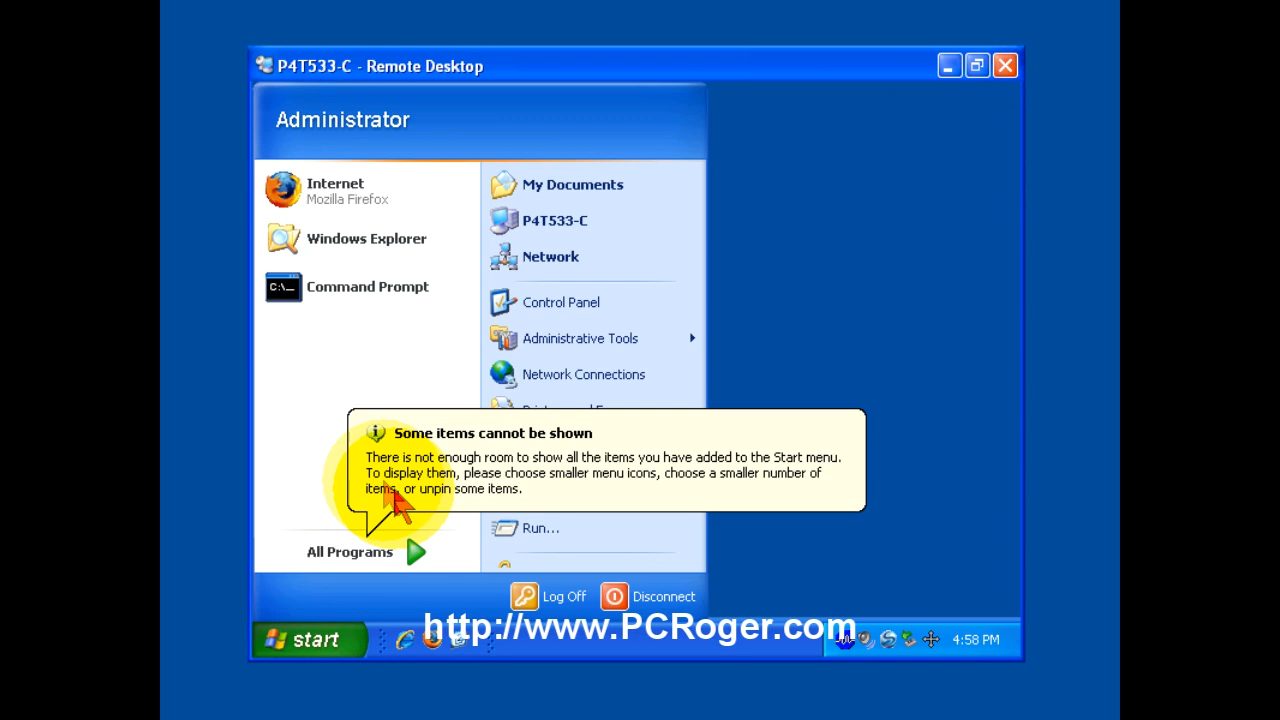 P4T533-C - Remote Desktop
Administrator
Internet
Mozilla Firefox
Windows Explorer
Command Prompt
All Programs
My Documents
P4T533-C
Network
Control Panel
Administrative Tools
Network Connections
Some items cannot be shown
There is not enough room to show all the items you have added to the Start menu.
To display them, please choose smaller menu icons, choose a smaller number of
items, or unpin some items.
Run...
Log Off
Disconnect
http://www.PCRoger.com
start
4:58 PM